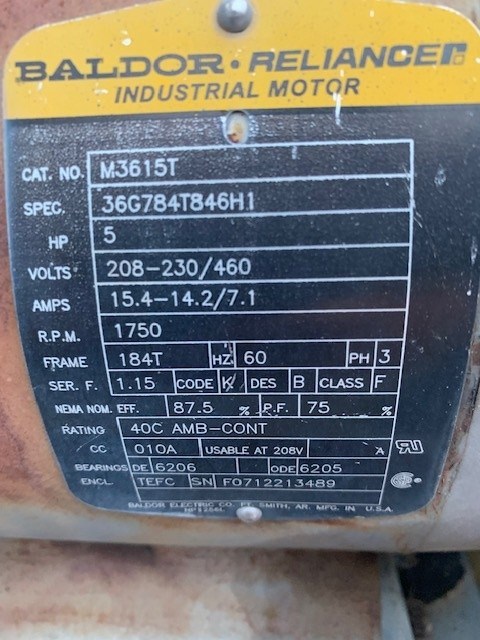 BALDOR • RELIANCER
INDUSTRIAL MOTOR
CAT. NO. M3615T
SPEC. 36G784T846H1
HP 5
VOLTS 208-230/460
AMPS 15.4-14.2/7.1
R.P.M. 1750
FRAME 184T HZ 60 PH 3
SER. F. 1.15 CODE K DES B CLASS F
NEMA NOM. EFF. 87.5 % P.F. 75 %
RATING 40C AMB-CONT
CC 010A USABLE AT 208V A
BEARINGS DE 6206 ODE 6205
ENCL. TEFC SN F0712213489
BALDOR ELECTRIC CO. FT. SMITH, AR. MFG. IN U.S.A.